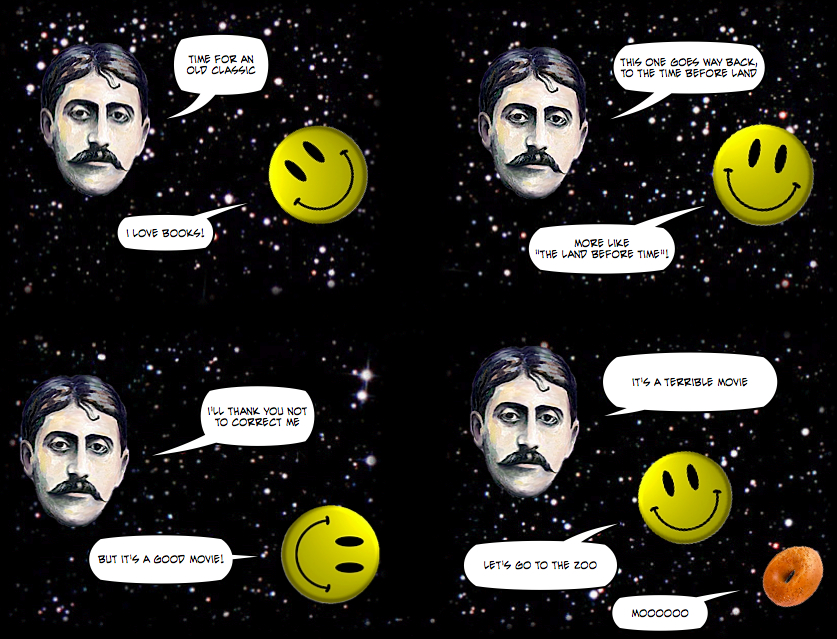 TIME FOR AN
OLD CLASSIC
I LOVE BOOKS!
THIS ONE GOES WAY BACK,
TO THE TIME BEFORE LAND
MORE LIKE
"THE LAND BEFORE TIME"!
I'LL THANK YOU NOT
TO CORRECT ME
BUT IT'S A GOOD MOVIE!
IT'S A TERRIBLE MOVIE
LET'S GO TO THE ZOO
MOOOOOO